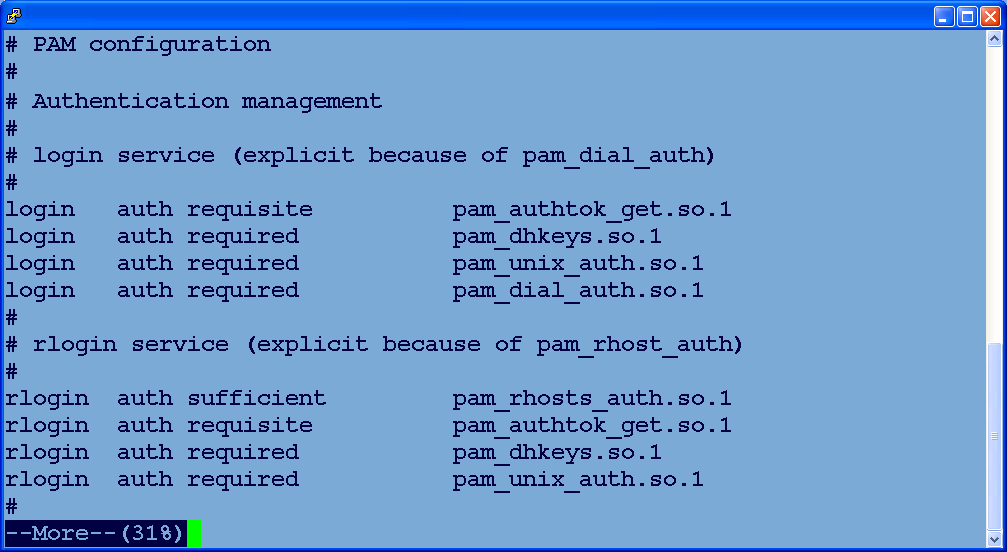 # PAM configuration
#
# Authentication management
#
# login service (explicit because of pam_dial_auth)
#
login   auth requisite          pam_authtok_get.so.1
login   auth required           pam_dhkeys.so.1
login   auth required           pam_unix_auth.so.1
login   auth required           pam_dial_auth.so.1
#
# rlogin service (explicit because of pam_rhost_auth)
#
rlogin  auth sufficient         pam_rhosts_auth.so.1
rlogin  auth requisite          pam_authtok_get.so.1
rlogin  auth required           pam_dhkeys.so.1
rlogin  auth required           pam_unix_auth.so.1
#
--More--(31%)